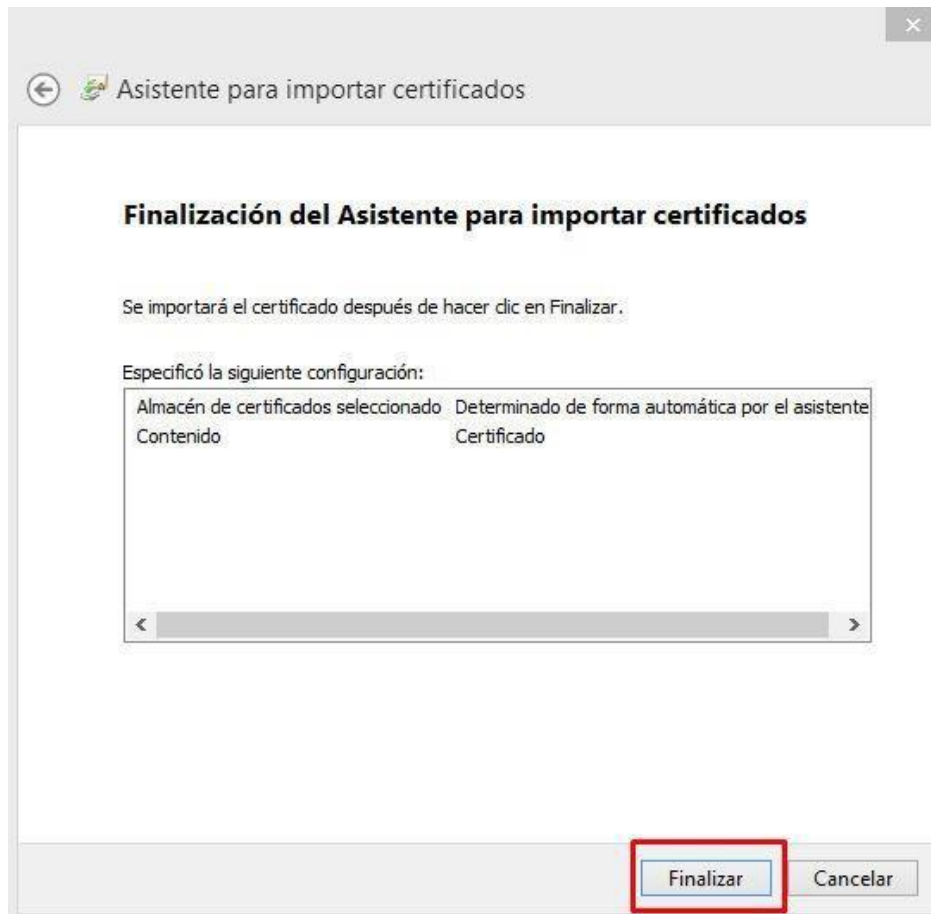 Asistente para importar certificados
Finalización del Asistente para importar certificados
Se importará el certificado después de hacer clic en Finalizar.
Especificó la siguiente configuración:
Almacén de certificados seleccionado Determinado de forma automática por el asistente
Contenido Certificado
Finalizar Cancelar